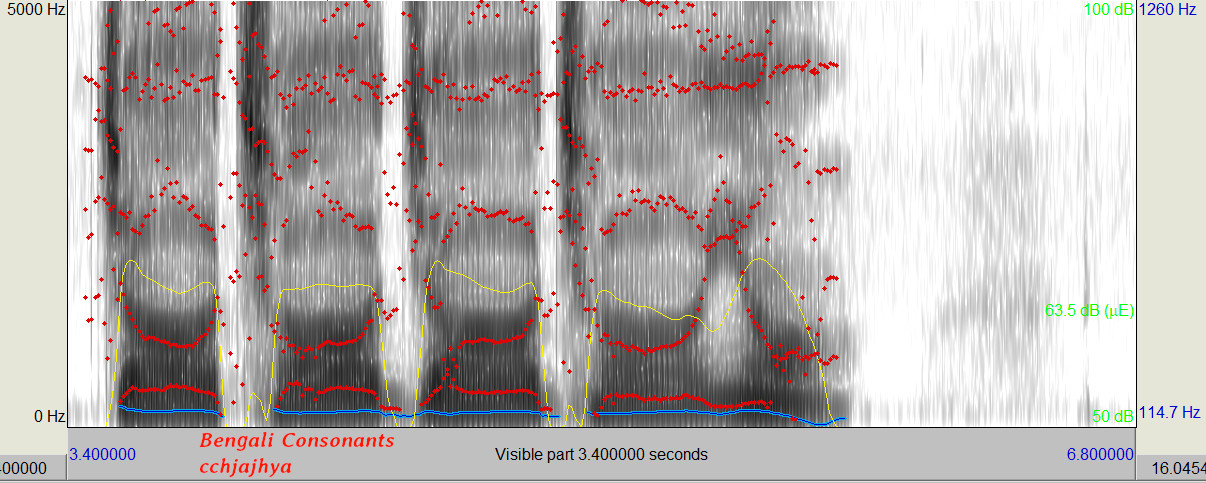 5000 Hz 100 dB 1260 Hz
63.5 dB (µE)
0 Hz 50 dB 114.7 Hz
Bengali Consonants
3.400000 Visible part 3.400000 seconds 6.800000
cchjajhya
00000 16.0454